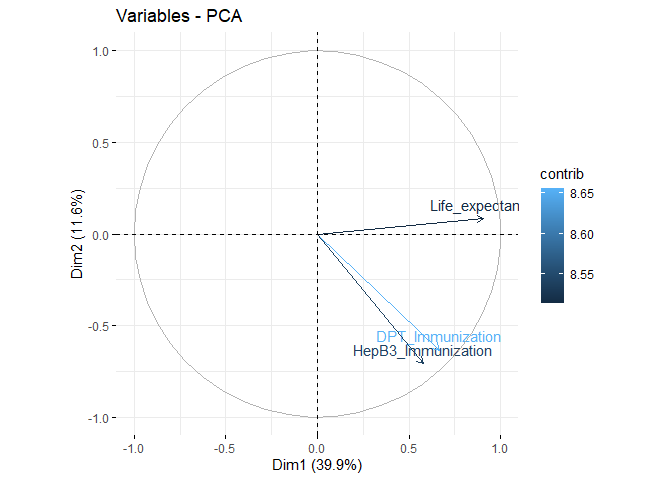 Variables - PCA
1.0
0.5
0.0
-0.5
-1.0
Dim2 (11.6%)
Life_expectan
DPT_Immunization
HepB3_Immunization
-1.0
-0.5
0.0
0.5
1.0
Dim1 (39.9%)
contrib
8.65
8.60
8.55